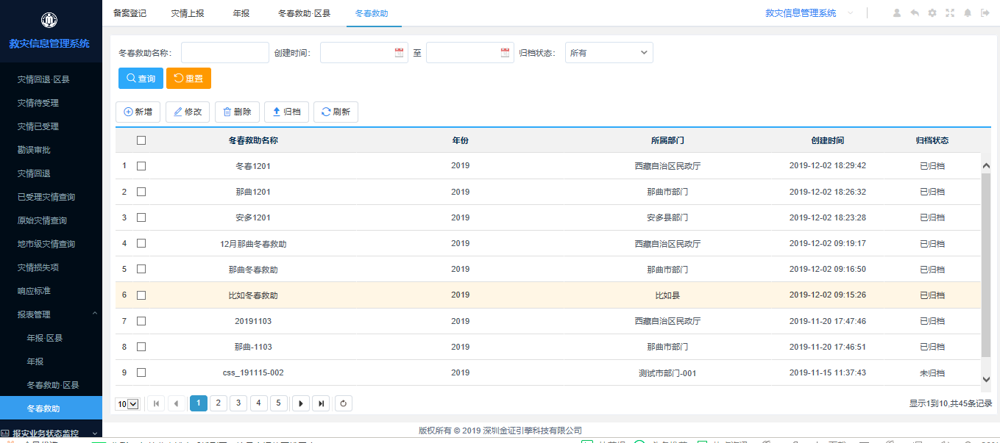 救灾信息管理系统
灾情回退·区县
灾情待受理
灾情已受理
勘误审批
灾情回退
已受理灾情查询
原始灾情查询
地市级灾情查询
灾情损失项
响应标准
报表管理
年报·区县
年报
冬春救助·区县
冬春救助
报灾业务状态监控
备案登记 灾情上报 年报 冬春救助·区县 冬春救助 救灾信息管理系统
冬春救助名称： 创建时间： 至 归档状态： 所有
查询 重置
新增 修改 删除 归档 刷新
冬春救助名称 年份 所属部门 创建时间 归档状态
1 冬春1201 2019 西藏自治区民政厅 2019-12-02 18:29:42 已归档
2 那曲1201 2019 那曲市部门 2019-12-02 18:26:32 已归档
3 安多1201 2019 安多县部门 2019-12-02 18:23:28 已归档
4 12月那曲冬春救助 2019 西藏自治区民政厅 2019-12-02 09:19:17 已归档
5 那曲冬春救助 2019 那曲市部门 2019-12-02 09:16:50 已归档
6 比如冬春救助 2019 比如县 2019-12-02 09:15:26 已归档
7 20191103 2019 西藏自治区民政厅 2019-11-20 17:47:46 已归档
8 那曲-1103 2019 那曲市部门 2019-11-20 17:46:51 已归档
9 css_191115-002 2019 测试市部门-001 2019-11-15 11:37:43 未归档
10 1 2 3 4 5 显示1到10,共45条记录
版权所有 © 2019 深圳金证引擎科技有限公司